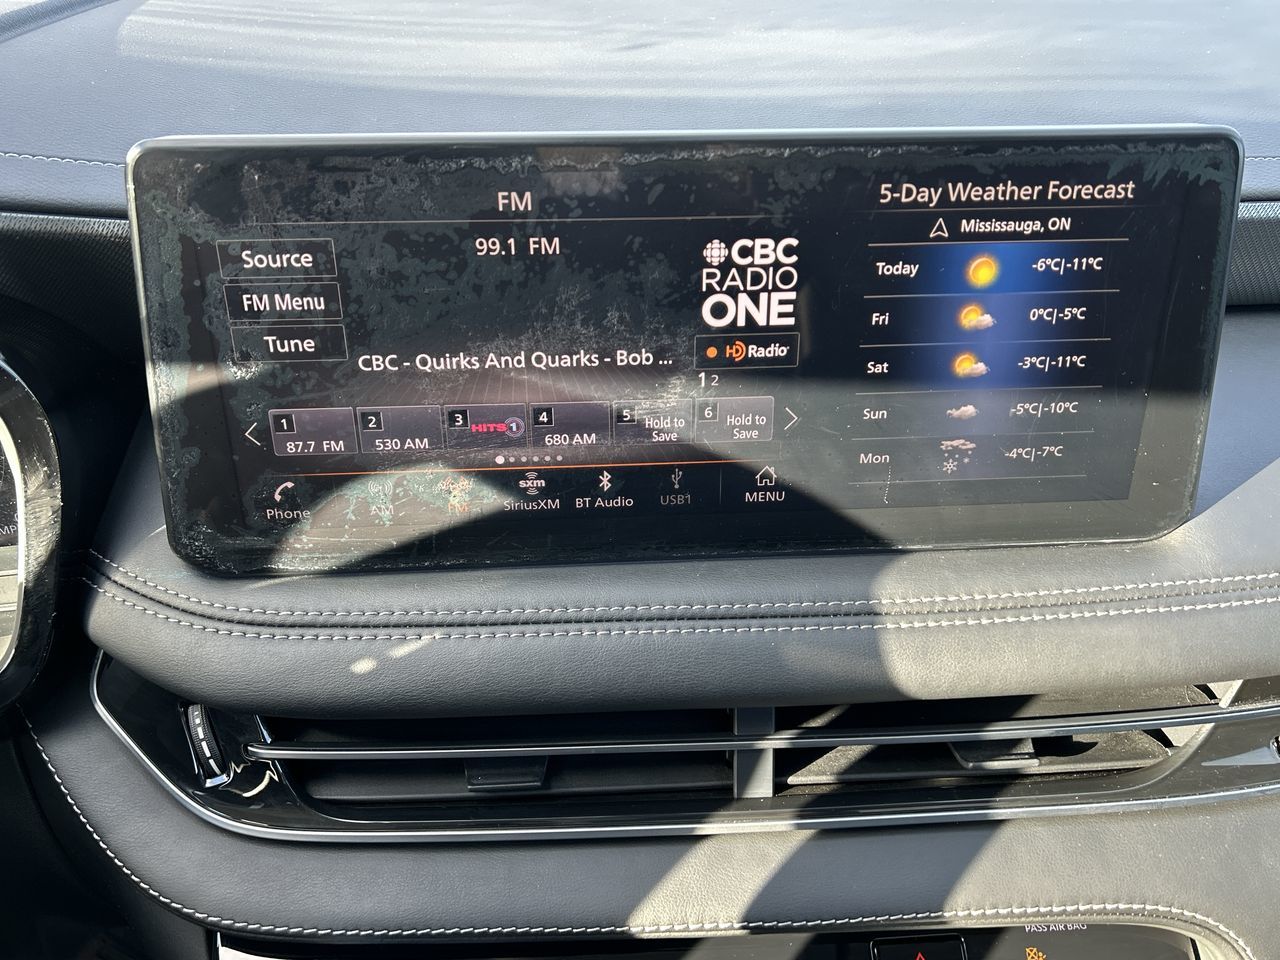 FM
99.1 FM
Source
FM Menu
Tune
CBC
RADIO
ONE
HD Radio
CBC - Quirks And Quarks - Bob ...
1 2
1 87.7 FM
2 530 AM
3 HITS 1
4 680 AM
5 Hold to Save
6 Hold to Save
Phone
AM
FM
sxm
SiriusXM
BT Audio
USB1
MENU
5-Day Weather Forecast
Mississauga, ON
Today -6°C|-11°C
Fri 0°C|-5°C
Sat -3°C|-11°C
Sun -5°C|-10°C
Mon -4°C|-7°C
PASS AIR BAG